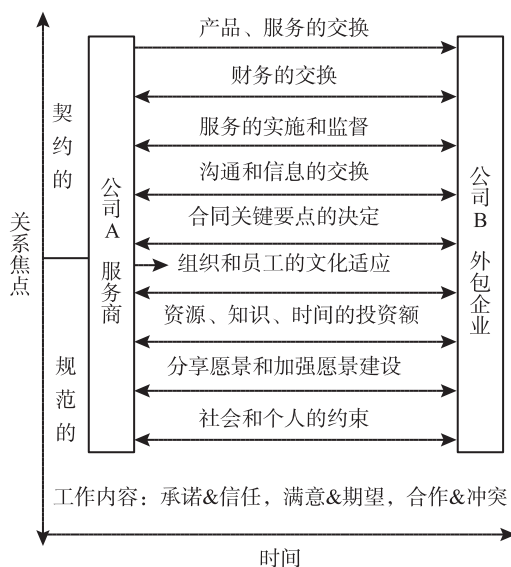 产品、服务的交换
财务的交换
服务的实施和监督
沟通和信息的交换
合同关键要点的决定
组织和员工的文化适应
资源、知识、时间的投资额
分享愿景和加强愿景建设
社会和个人的约束
关系焦点
契约的
规范的
公司A 服务商
公司B 外包企业
工作内容：承诺&信任，满意&期望，合作&冲突
时间